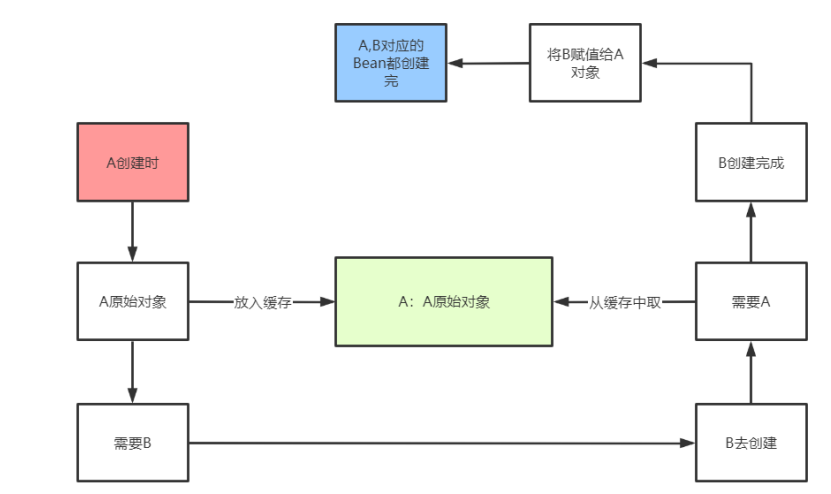 A,B对应的
Bean都创建
完
将B赋值给A
对象
A创建时
B创建完成
A原始对象
放入缓存
A：A原始对象
从缓存中取
需要A
需要B
B去创建